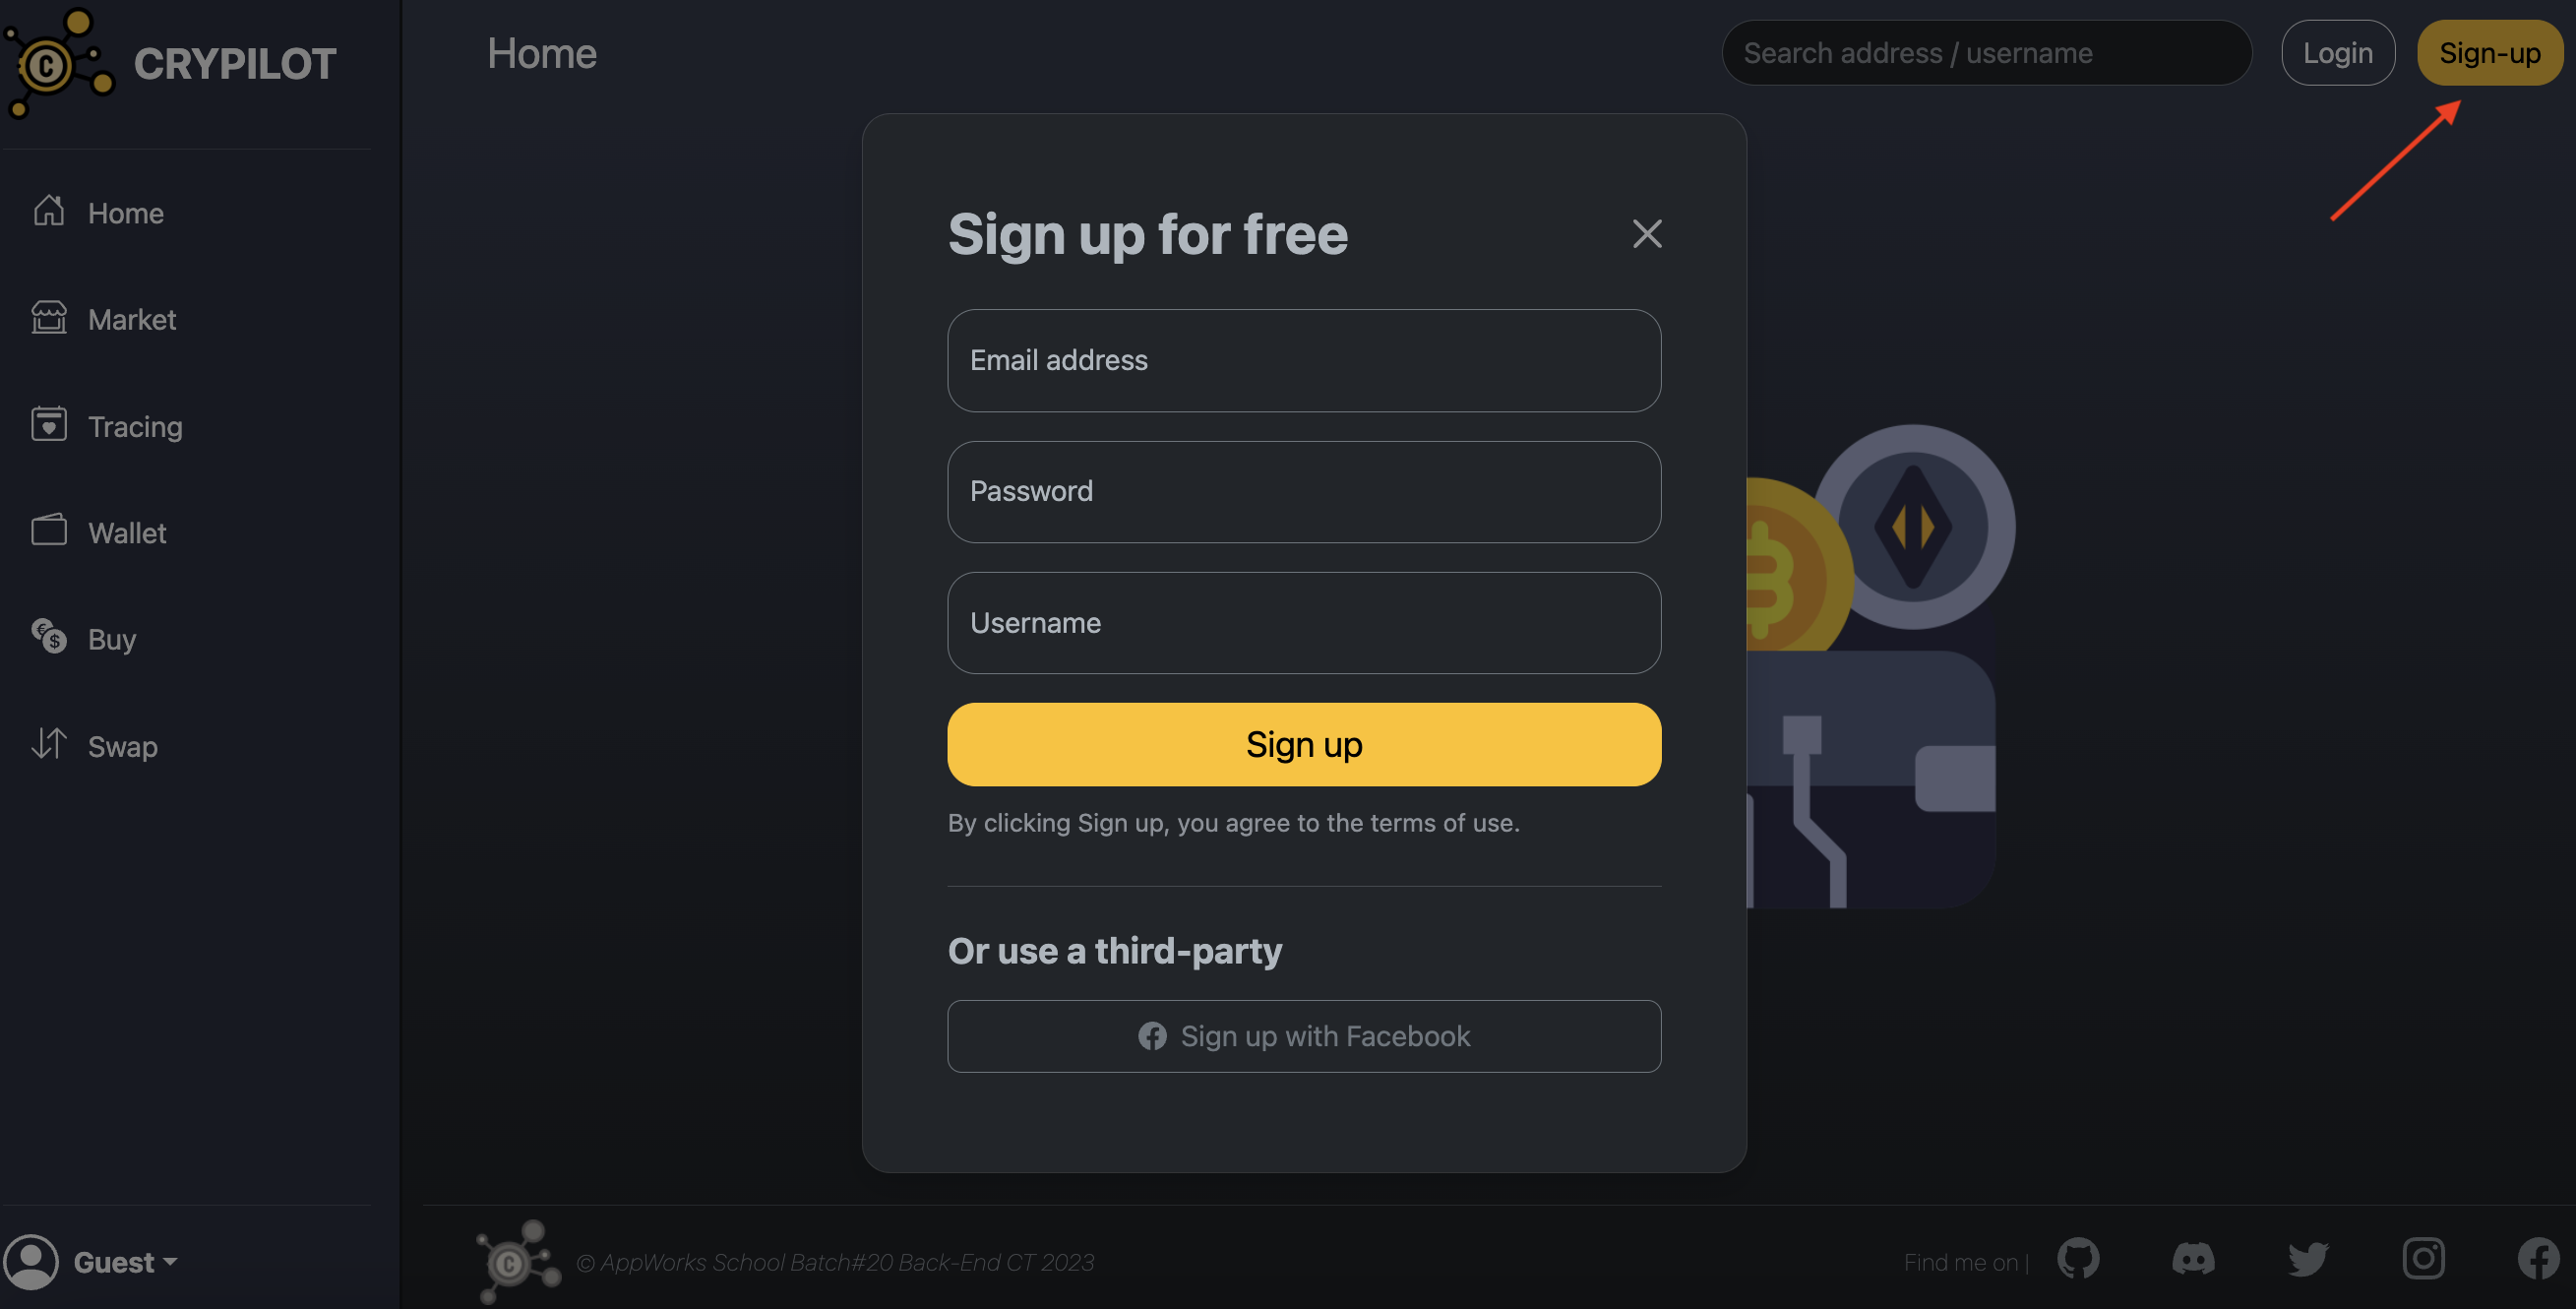 CRYPILOT
Home
Market
Tracing
Wallet
Buy
Swap
Guest
Home
Search address / username
Login
Sign-up
Sign up for free
Email address
Password
Username
Sign up
By clicking Sign up, you agree to the terms of use.
Or use a third-party
Sign up with Facebook
© AppWorks School Batch#20 Back-End CT 2023
Find me on |